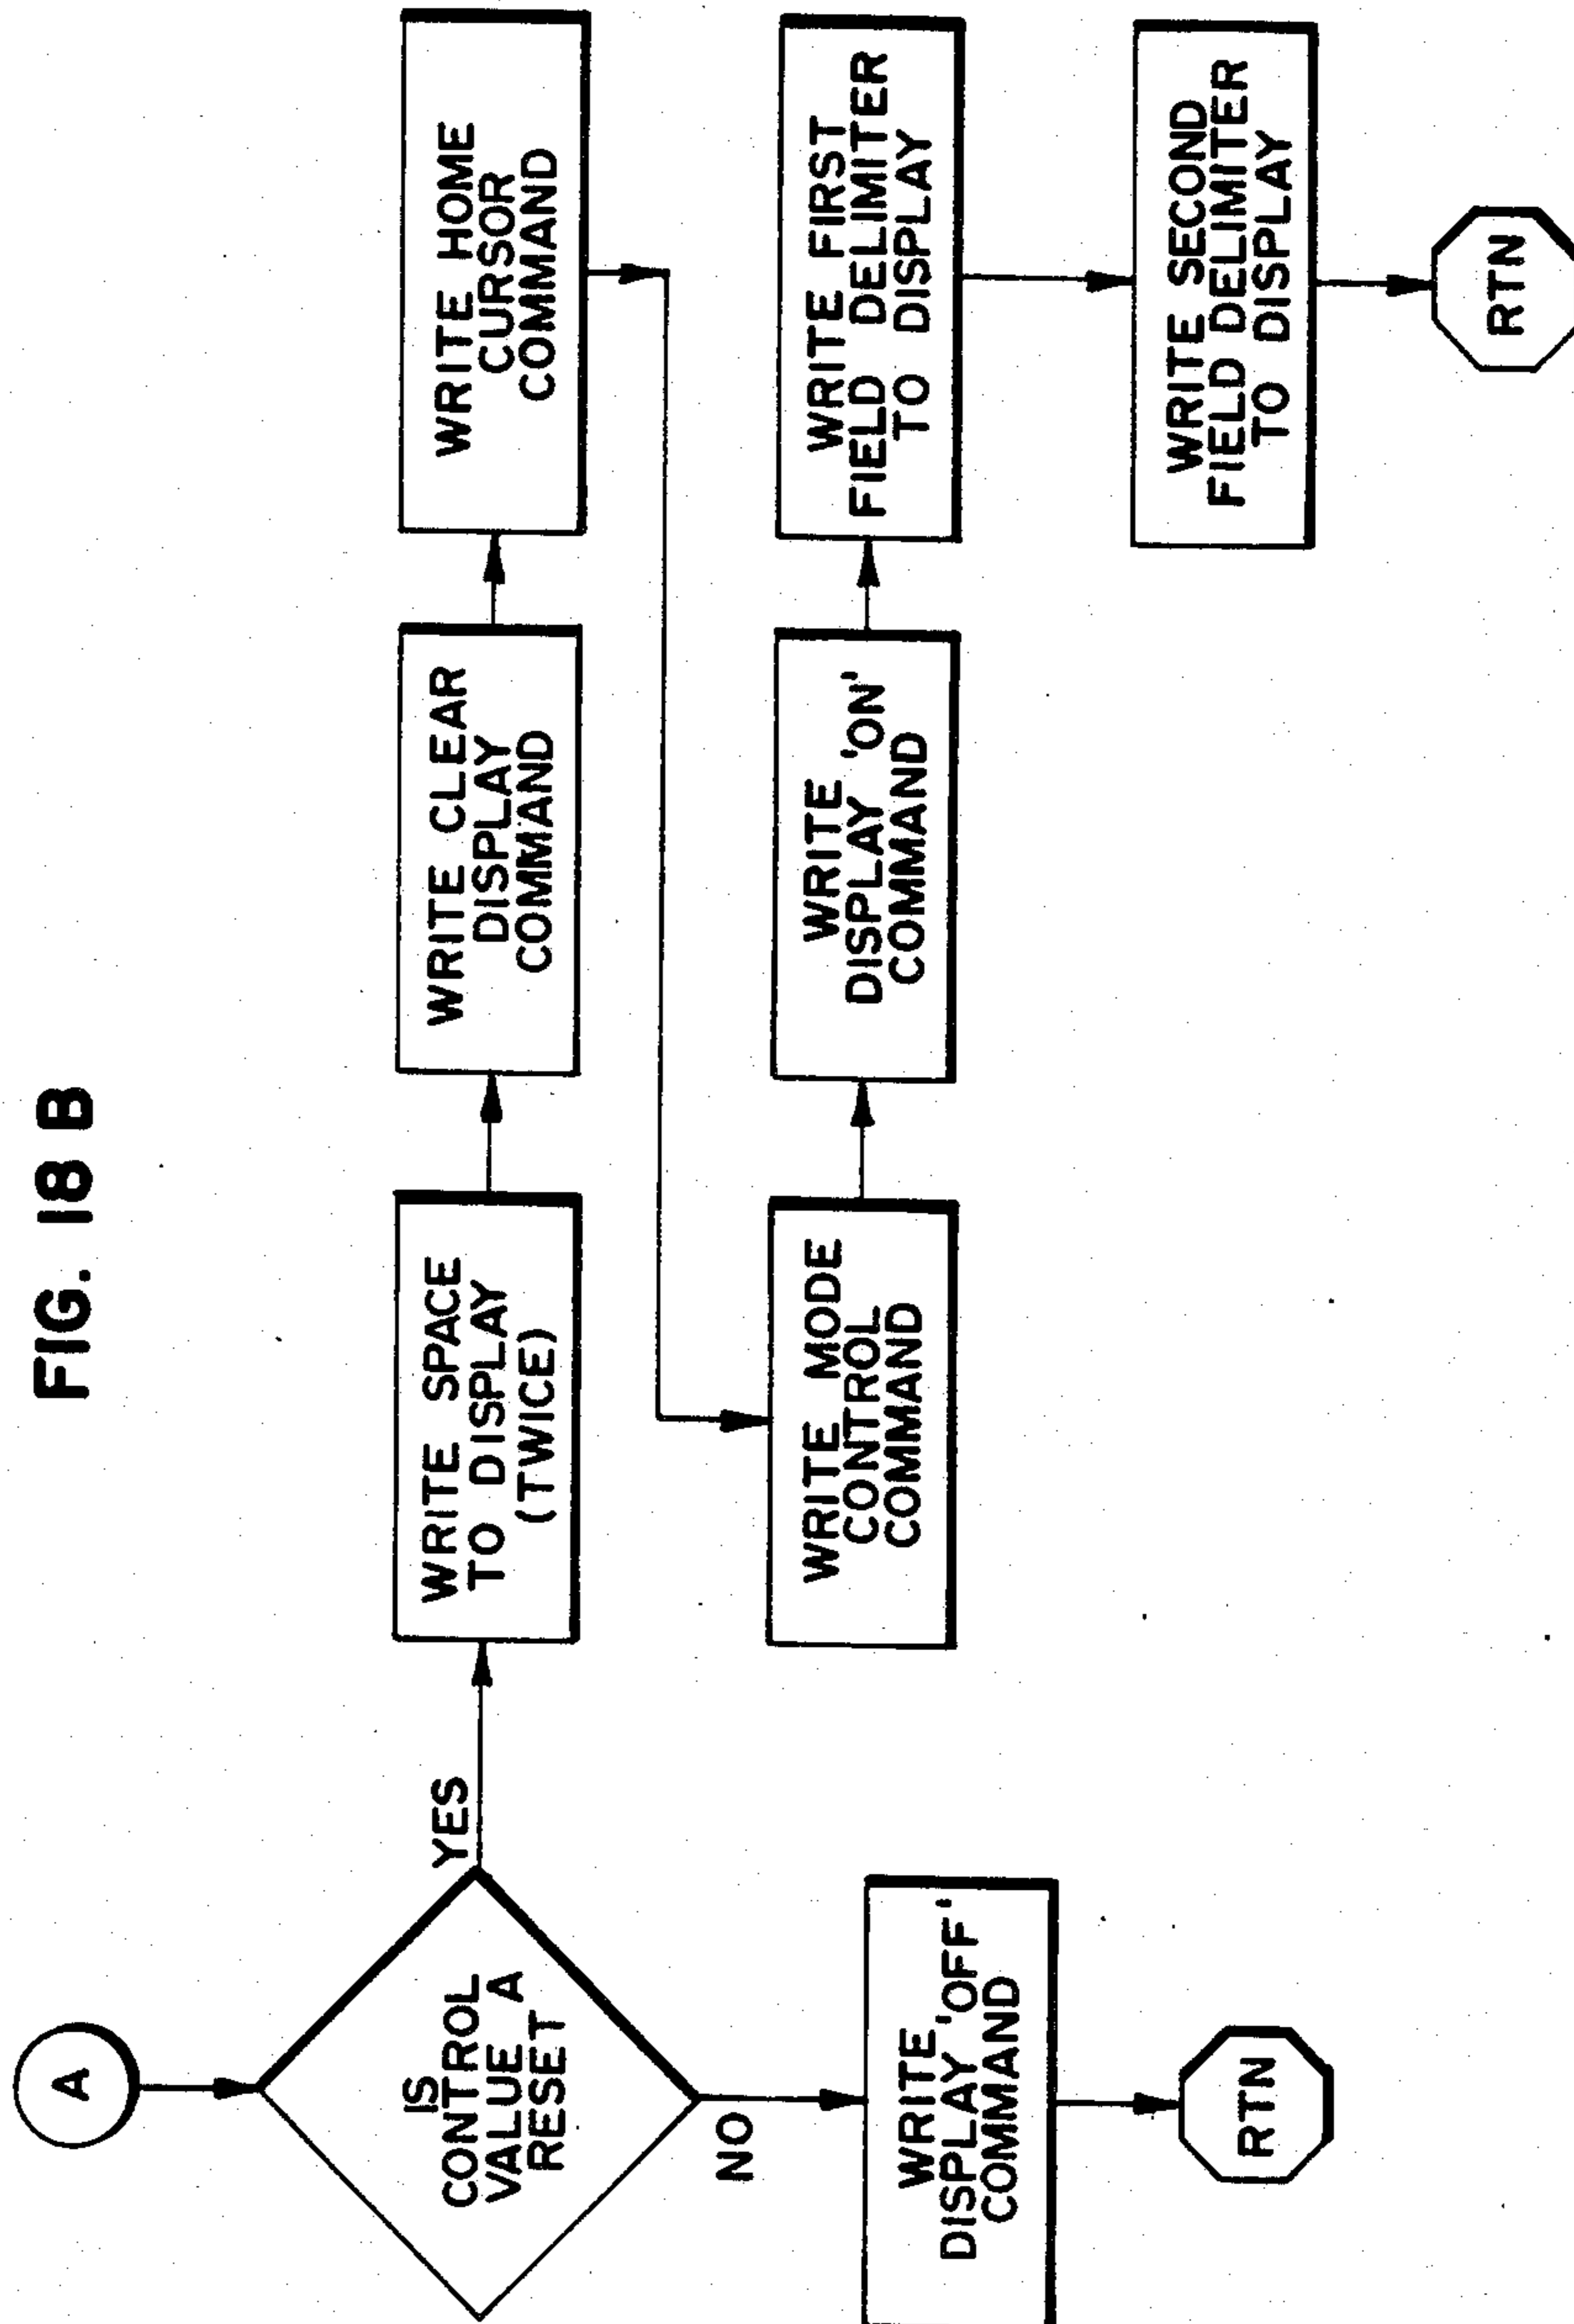 FIG. 18 B
A
IS
CONTROL
VALUE A
RESET
YES
NO
WRITE SPACE
TO DISPLAY
(TWICE)
WRITE CLEAR
DISPLAY
COMMAND
WRITE HOME
CURSOR
COMMAND
WRITE MODE
CONTROL
COMMAND
WRITE
DISPLAY 'ON'
COMMAND
WRITE FIRST
FIELD DELIMITER
TO DISPLAY
WRITE SECOND
FIELD DELIMITER
TO DISPLAY
RTN
WRITE
DISPLAY 'OFF'
COMMAND
RTN